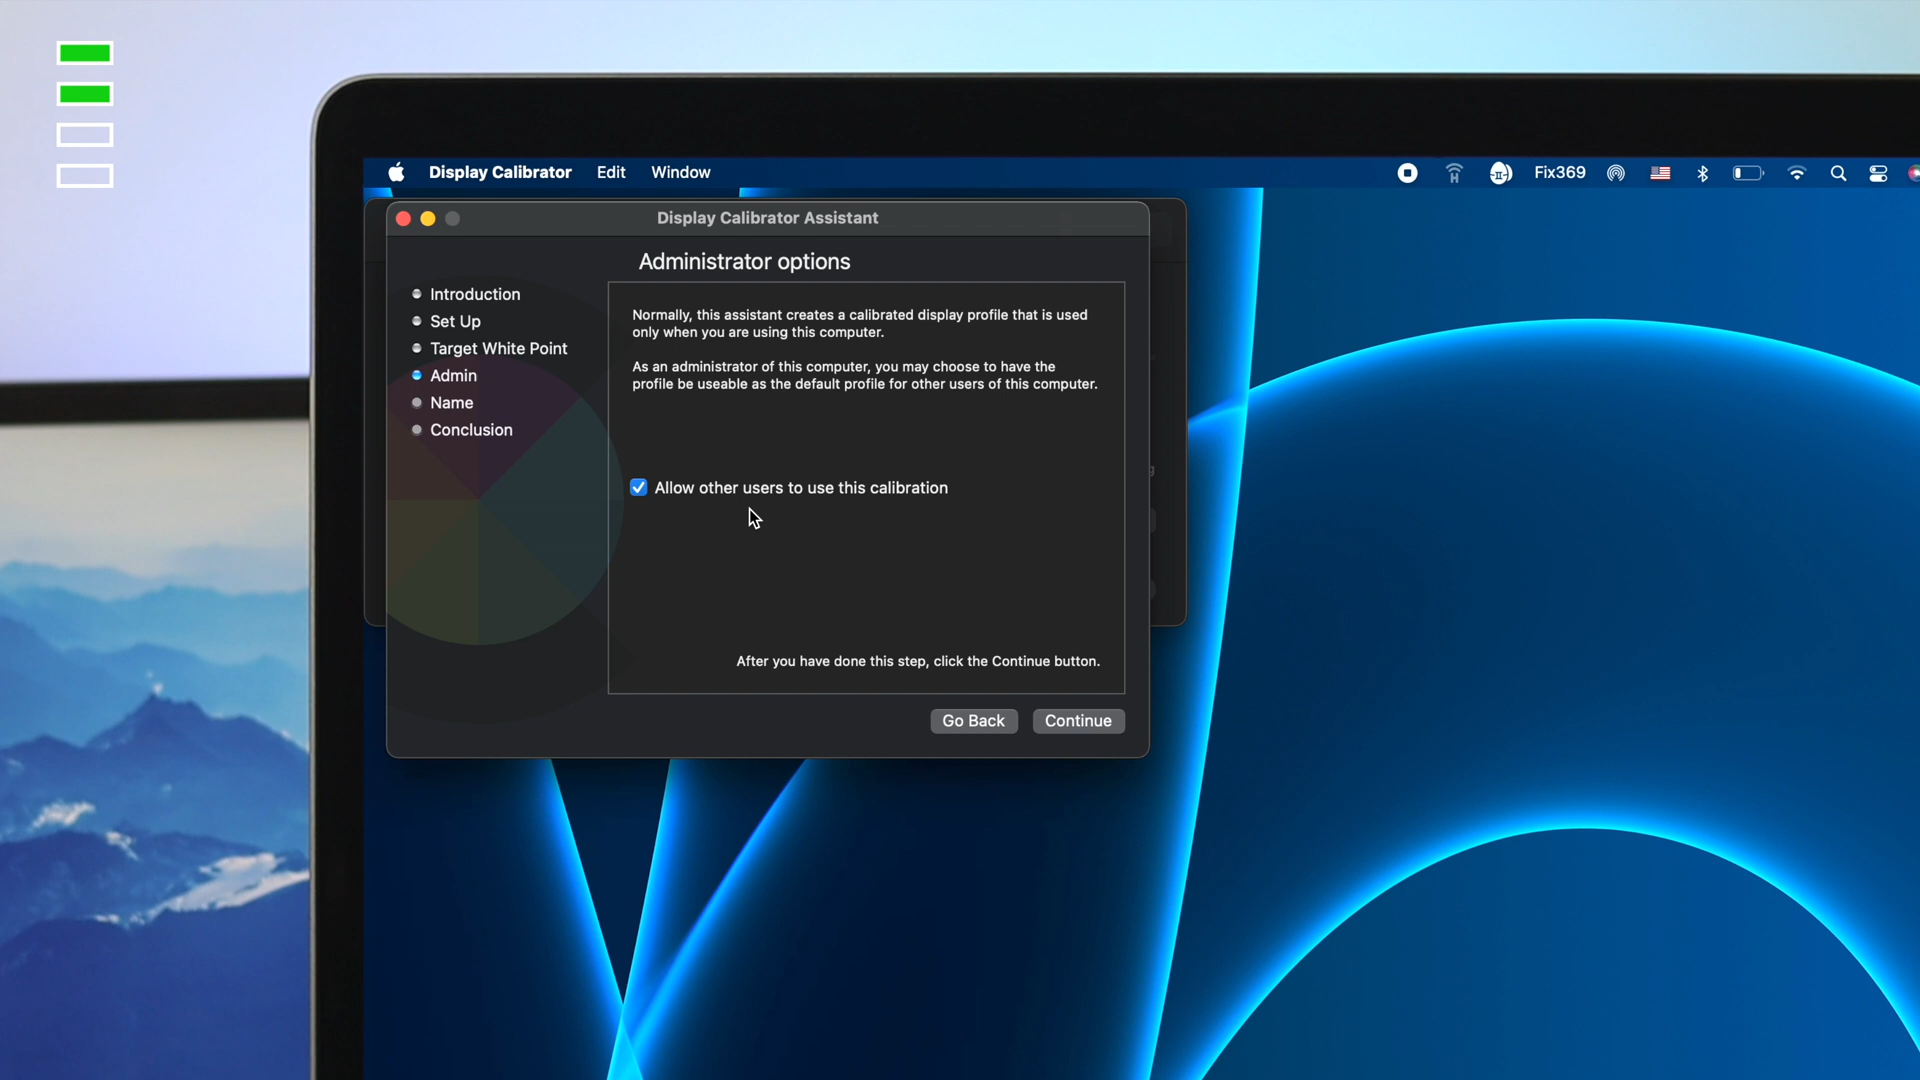 Display Calibrator Edit Window Fix369
Display Calibrator Assistant
Administrator options
Introduction
Set Up
Target White Point
Admin
Name
Conclusion
Normally, this assistant creates a calibrated display profile that is used
only when you are using this computer.
As an administrator of this computer, you may choose to have the
profile be useable as the default profile for other users of this computer.
Allow other users to use this calibration
After you have done this step, click the Continue button.
Go Back Continue